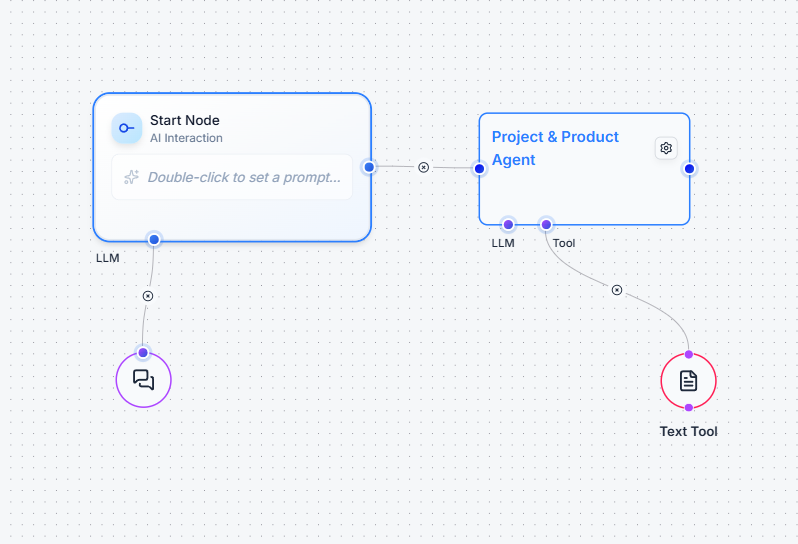 Start Node
AI Interaction
Double-click to set a prompt...
LLM
Project & Product
Agent
LLM
Tool
Text Tool